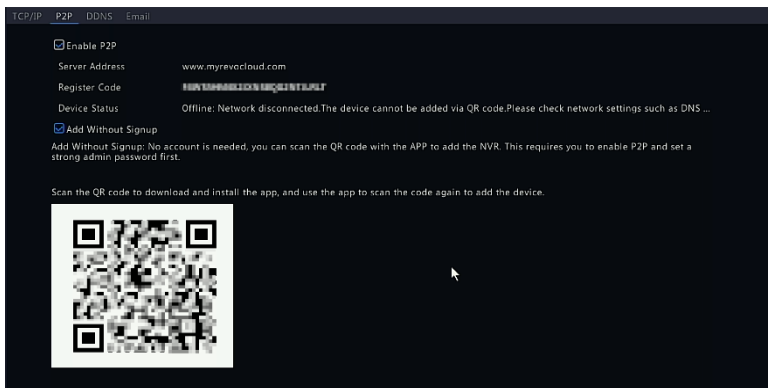 TCP/IP P2P DDNS Email
Enable P2P
Server Address www.myrevocloud.com
Register Code
Device Status Offline: Network disconnected.The device cannot be added via QR code.Please check network settings such as DNS ...
Add Without Signup
Add Without Signup: No account is needed, you can scan the QR code with the APP to add the NVR. This requires you to enable P2P and set a
strong admin password first.
Scan the QR code to download and install the app, and use the app to scan the code again to add the device.